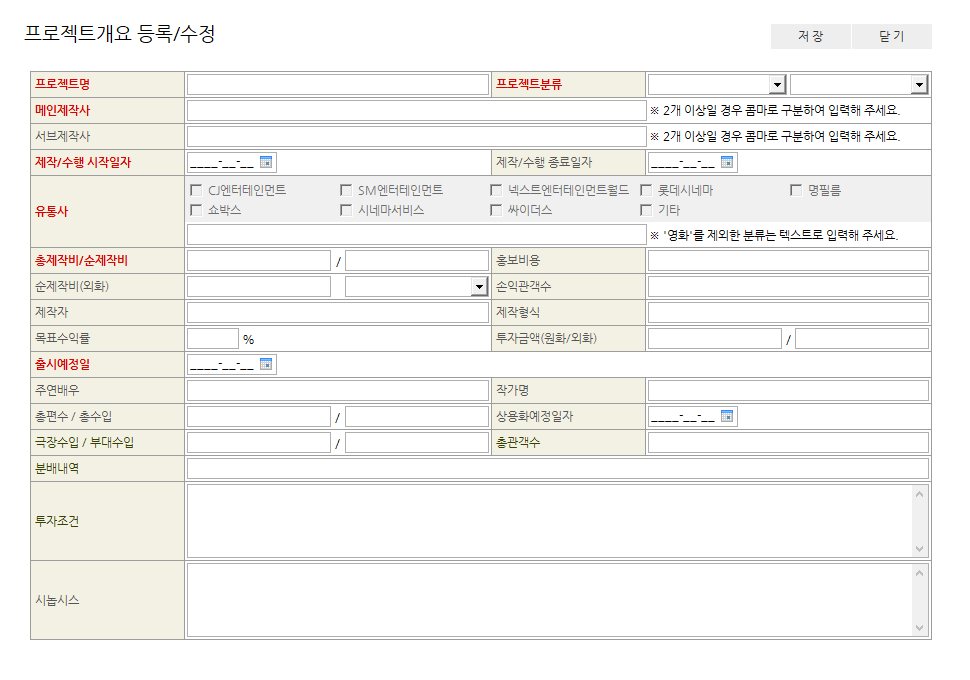 프로젝트개요 등록/수정
저 장 닫 기
프로젝트명 프로젝트분류
메인제작사 ※ 2개 이상일 경우 콤마로 구분하여 입력해 주세요.
서브제작사 ※ 2개 이상일 경우 콤마로 구분하여 입력해 주세요.
제작/수행 시작일자 ____-__-__ 제작/수행 종료일자 ____-__-__
유통사
CJ엔터테인먼트 SM엔터테인먼트 넥스트엔터테인먼트월드 롯데시네마 명필름
쇼박스 시네마서비스 싸이더스 기타
※ '영화'를 제외한 분류는 텍스트로 입력해 주세요.
총제작비/순제작비 / 홍보비용
순제작비(외화) 손익관객수
제작자 제작형식
목표수익률 % 투자금액(원화/외화) /
출시예정일 ____-__-__
주연배우 작가명
총편수 / 총수입 / 상용화예정일자 ____-__-__
극장수입 / 부대수입 / 총관객수
분배내역
투자조건
시놉시스